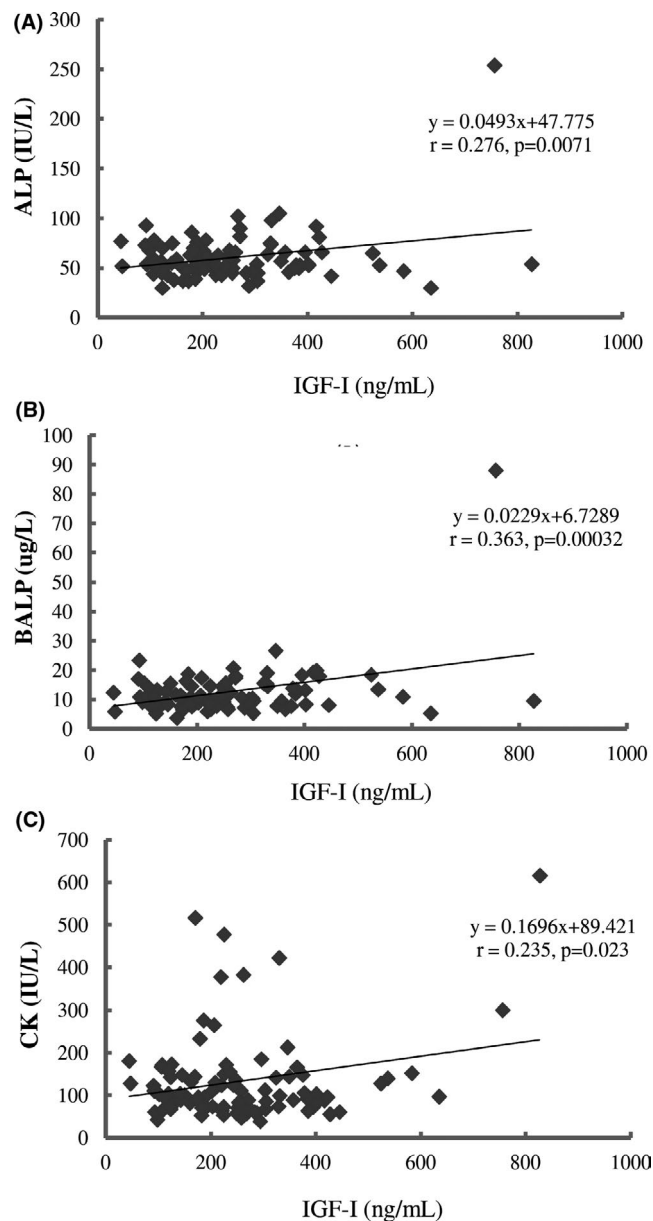 (A)
300
250
200
150
100
50
0
ALP (IU/L)
y = 0.0493x+47.775
r = 0.276, p=0.0071
0 200 400 600 800 1000
IGF-I (ng/mL)
(B)
100
90
80
70
60
50
40
30
20
10
0
BALP (ug/L)
y = 0.0229x+6.7289
r = 0.363, p=0.00032
0 200 400 600 800 1000
IGF-I (ng/mL)
(C)
700
600
500
400
300
200
100
0
CK (IU/L)
y = 0.1696x+89.421
r = 0.235, p=0.023
0 200 400 600 800 1000
IGF-I (ng/mL)